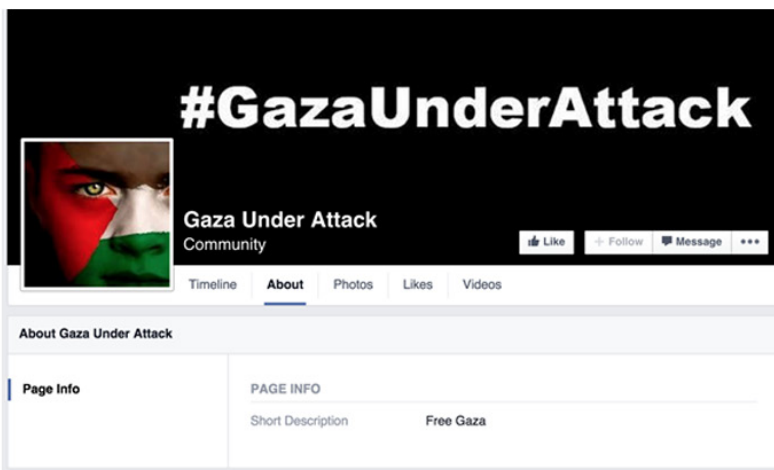 #GazaUnderAttack
Gaza Under Attack
Community
Like
+ Follow
Message
Timeline
About
Photos
Likes
Videos
About Gaza Under Attack
Page Info
PAGE INFO
Short Description
Free Gaza